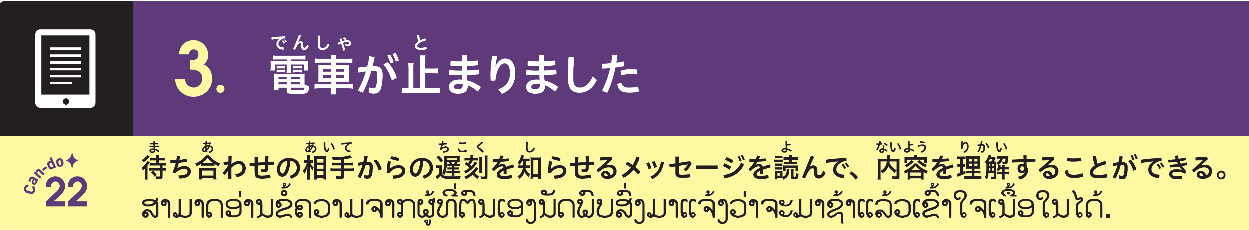 でんしゃ と
3. 電車が止まりました
ま あ あいて ちこく し よ ないよう りかい
Can-do 22 待ち合わせの相手からの遅刻を知らせるメッセージを読んで、内容を理解することができる。
ສາມາດອ່ານຂໍ້ຄວາມຈາກຜູ້ທີ່ຕົນເອງນັດພົບສົ່ງມາແຈ້ງວ່າຈະມາຊ້າແລ້ວເຂົ້າໃຈເນື້ອໃນໄດ້.